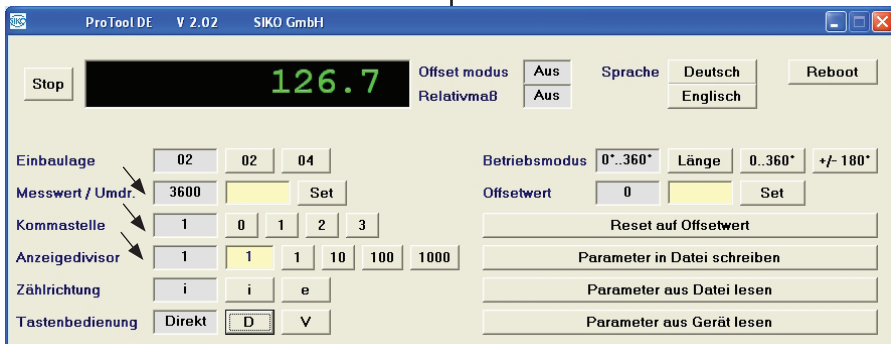 SIKO ProTool DE V 2.02 SIKO GmbH
Stop 126.7 Offset modus Aus Sprache Deutsch Reboot
Relativmaß Aus Englisch
Einbaulage 02 02 04 Betriebsmodus 0°..360° Länge 0..360° +/- 180°
Messwert / Umdr. 3600 Set Offsetwert 0 Set
Kommastelle 1 0 1 2 3 Reset auf Offsetwert
Anzeigedivisor 1 1 1 10 100 1000 Parameter in Datei schreiben
Zählrichtung i i e Parameter aus Datei lesen
Tastenbedienung Direkt D V Parameter aus Gerät lesen